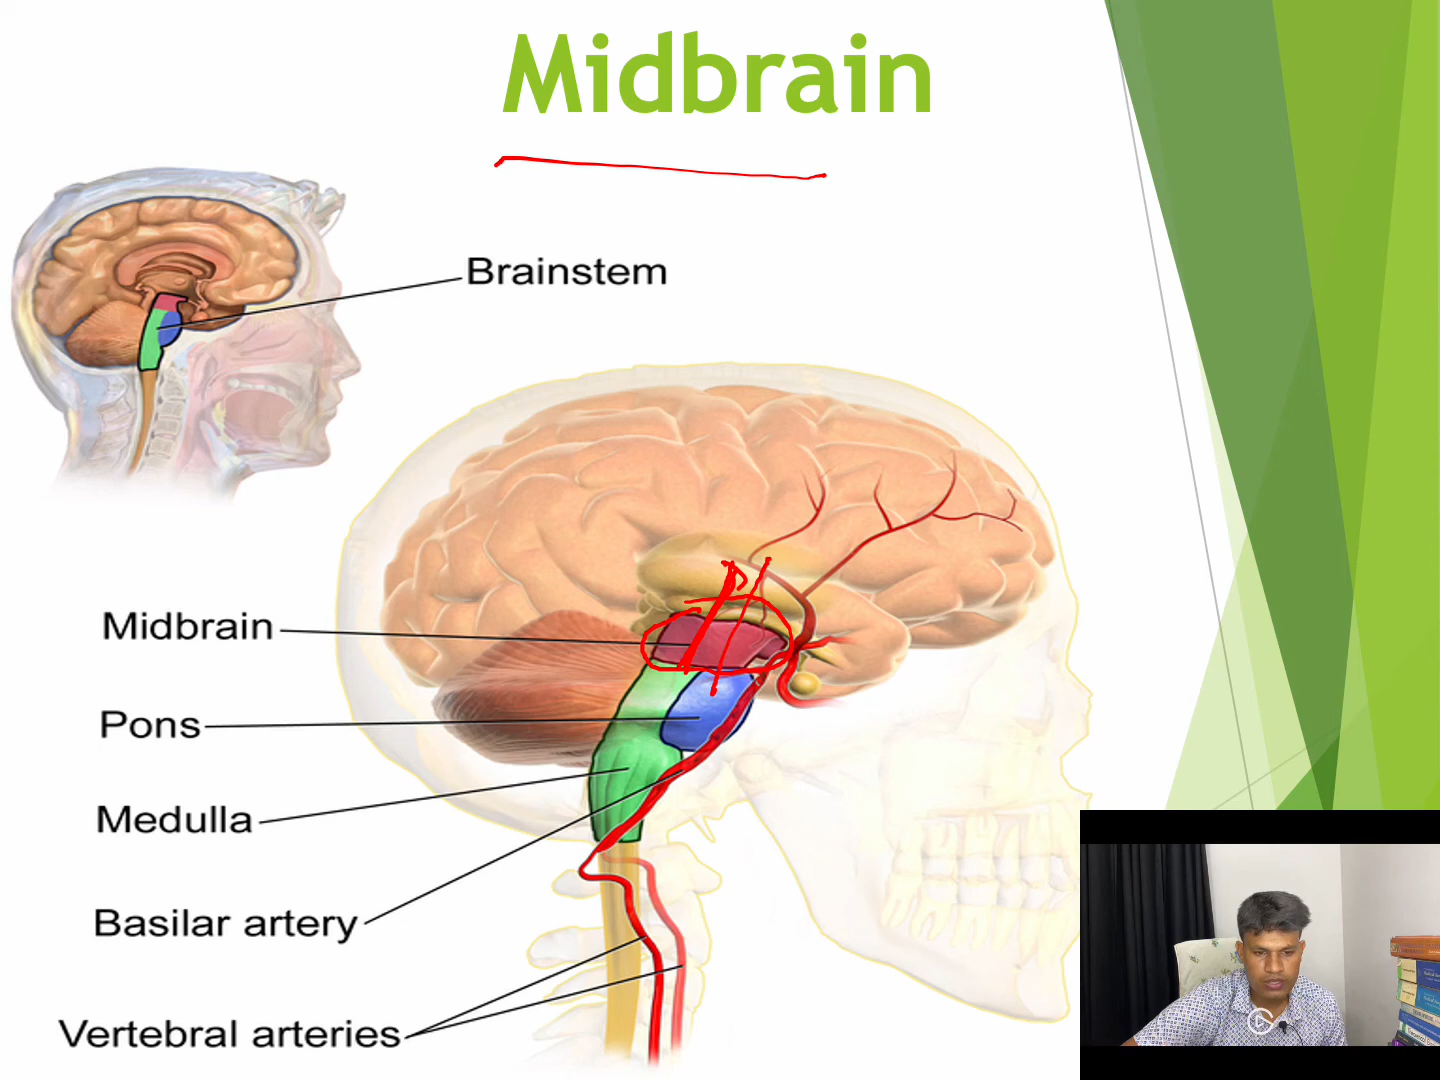 Midbrain
Brainstem
Midbrain
Pons
Medulla
Basilar artery
Vertebral arteries